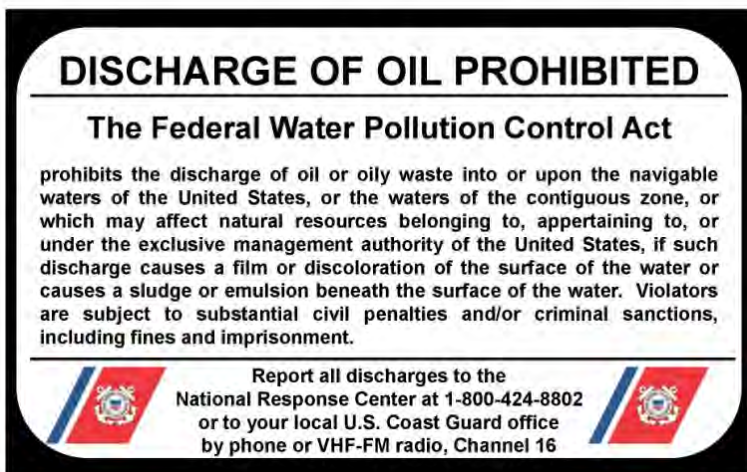 DISCHARGE OF OIL PROHIBITED
The Federal Water Pollution Control Act
prohibits the discharge of oil or oily waste into or upon the navigable
waters of the United States, or the waters of the contiguous zone, or
which may affect natural resources belonging to, appertaining to, or
under the exclusive management authority of the United States, if such
discharge causes a film or discoloration of the surface of the water or
causes a sludge or emulsion beneath the surface of the water.  Violators
are subject to substantial civil penalties and/or criminal sanctions,
including fines and imprisonment.
Report all discharges to the
National Response Center at 1-800-424-8802
or to your local U.S. Coast Guard office
by phone or VHF-FM radio, Channel 16